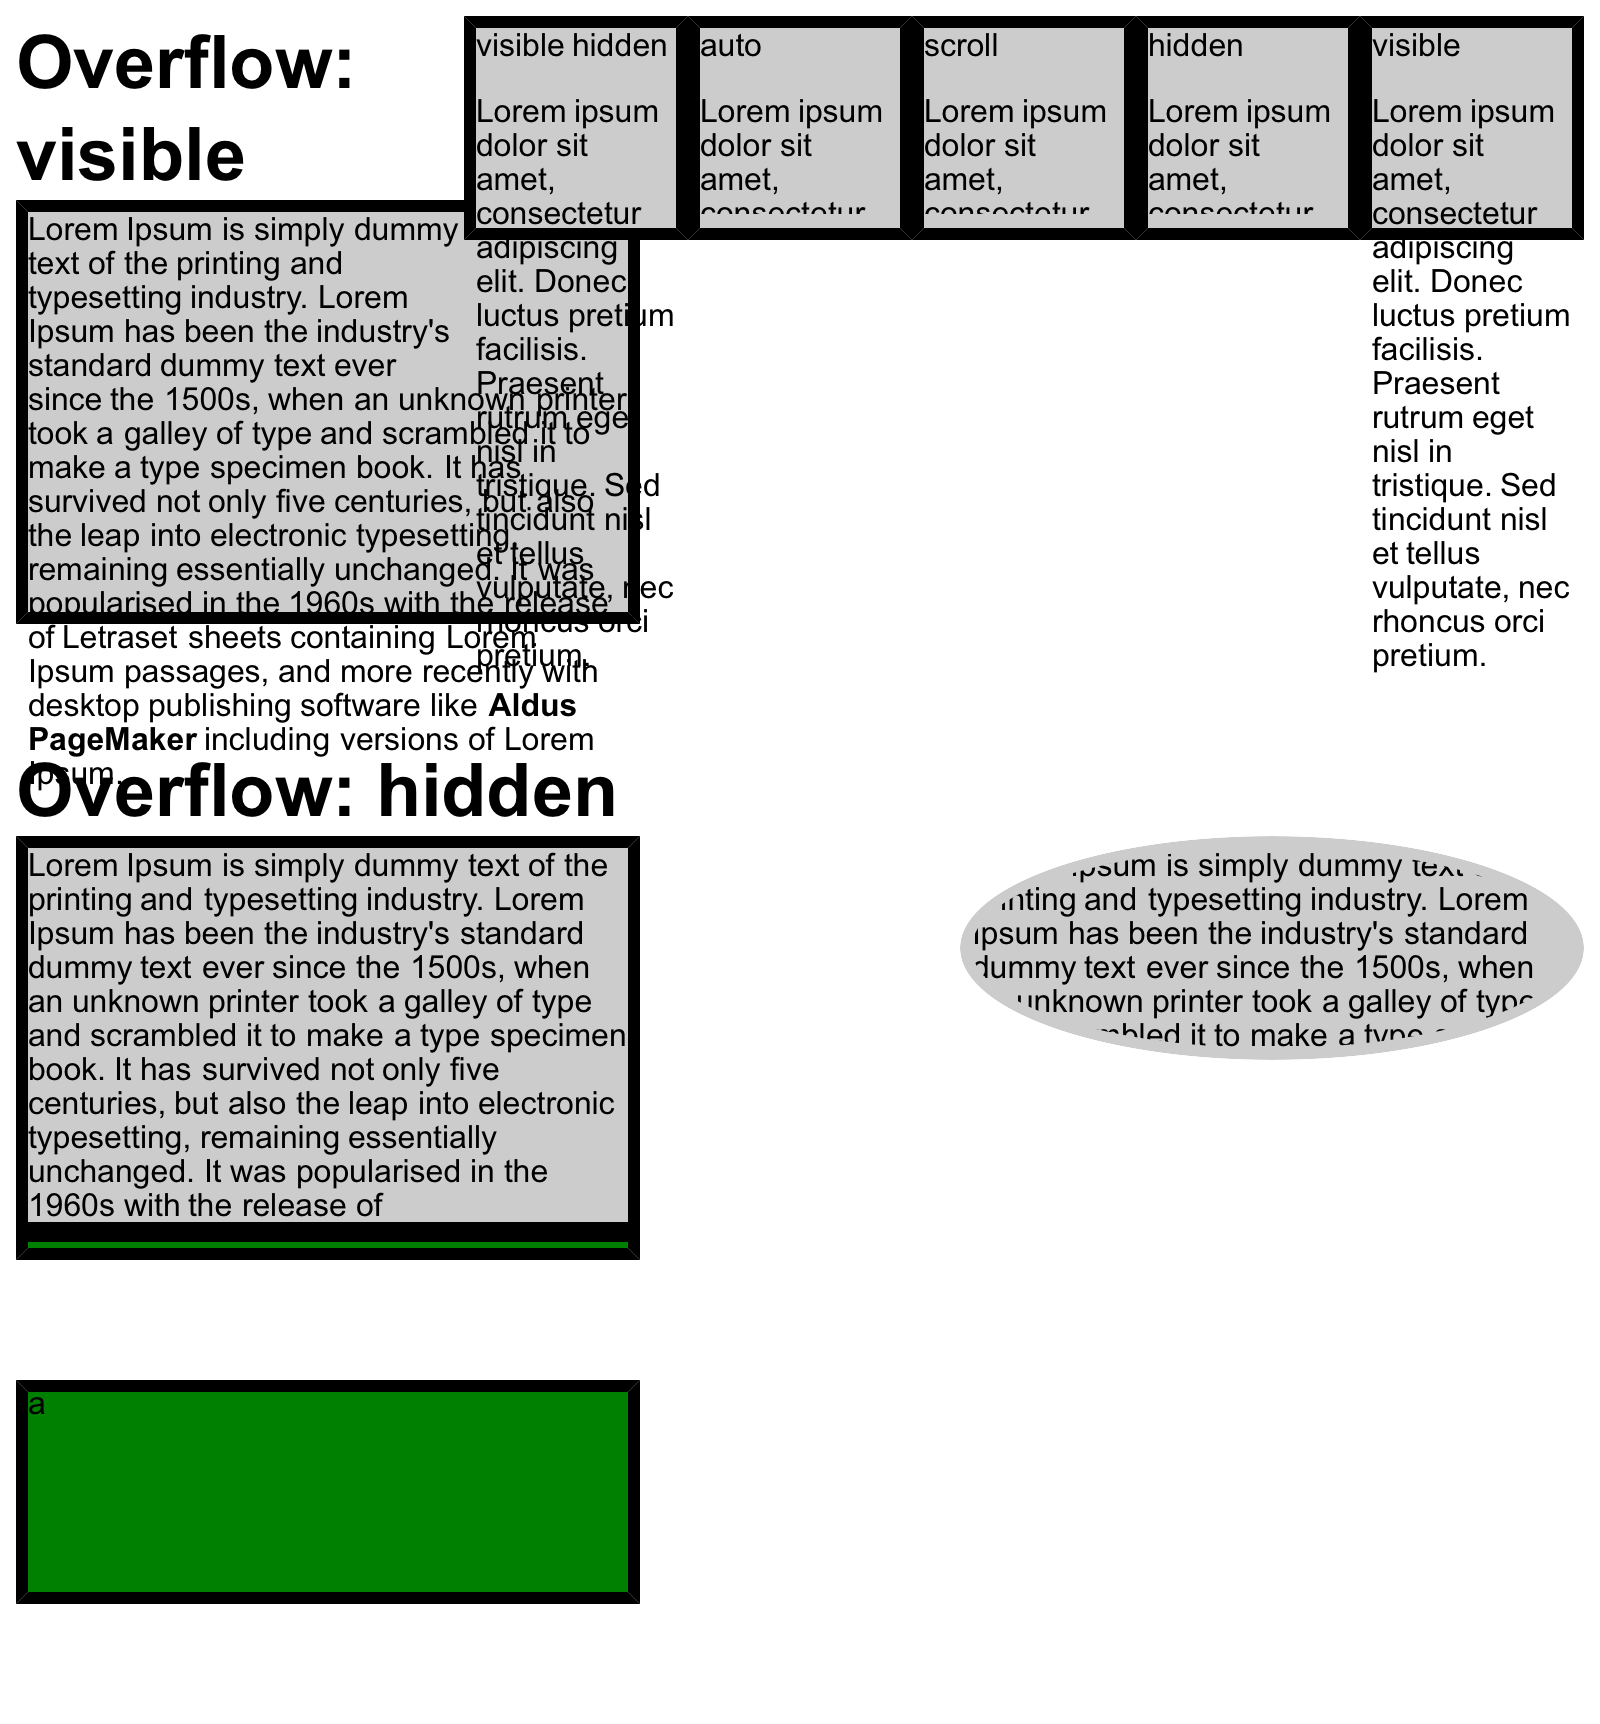 Overflow:
visible
Lorem Ipsum is simply dummy
text of the printing and
typesetting industry. Lorem
Ipsum has been the industry's
standard dummy text ever
since the 1500s, when an unknown printer
took a galley of type and scrambled it to
make a type specimen book. It has
survived not only five centuries, but also
the leap into electronic typesetting,
remaining essentially unchanged. It was
popularised in the 1960s with the release
of Letraset sheets containing Lorem
Ipsum passages, and more recently with
desktop publishing software like Aldus
PageMaker including versions of Lorem
Ipsum.
visible hidden
Lorem ipsum
dolor sit
amet,
consectetur
adipiscing
elit. Donec
luctus pretium
facilisis.
Praesent
rutrum eget
nisl in
tristique. Sed
tincidunt nisl
et tellus
vulputate, nec
rhoncus orci
pretium.
auto
Lorem ipsum
dolor sit
amet,
consectetur
scroll
Lorem ipsum
dolor sit
amet,
consectetur
hidden
Lorem ipsum
dolor sit
amet,
consectetur
visible
Lorem ipsum
dolor sit
amet,
consectetur
adipiscing
elit. Donec
luctus pretium
facilisis.
Praesent
rutrum eget
nisl in
tristique. Sed
tincidunt nisl
et tellus
vulputate, nec
rhoncus orci
pretium.
Overflow: hidden
Lorem Ipsum is simply dummy text of the
printing and typesetting industry. Lorem
Ipsum has been the industry's standard
dummy text ever since the 1500s, when
an unknown printer took a galley of type
and scrambled it to make a type specimen
book. It has survived not only five
centuries, but also the leap into electronic
typesetting, remaining essentially
unchanged. It was popularised in the
1960s with the release of
Ipsum is simply dummy text
inting and typesetting industry. Lorem
Ipsum has been the industry's standard
dummy text ever since the 1500s, when
unknown printer took a galley of type
mbled it to make a type
a